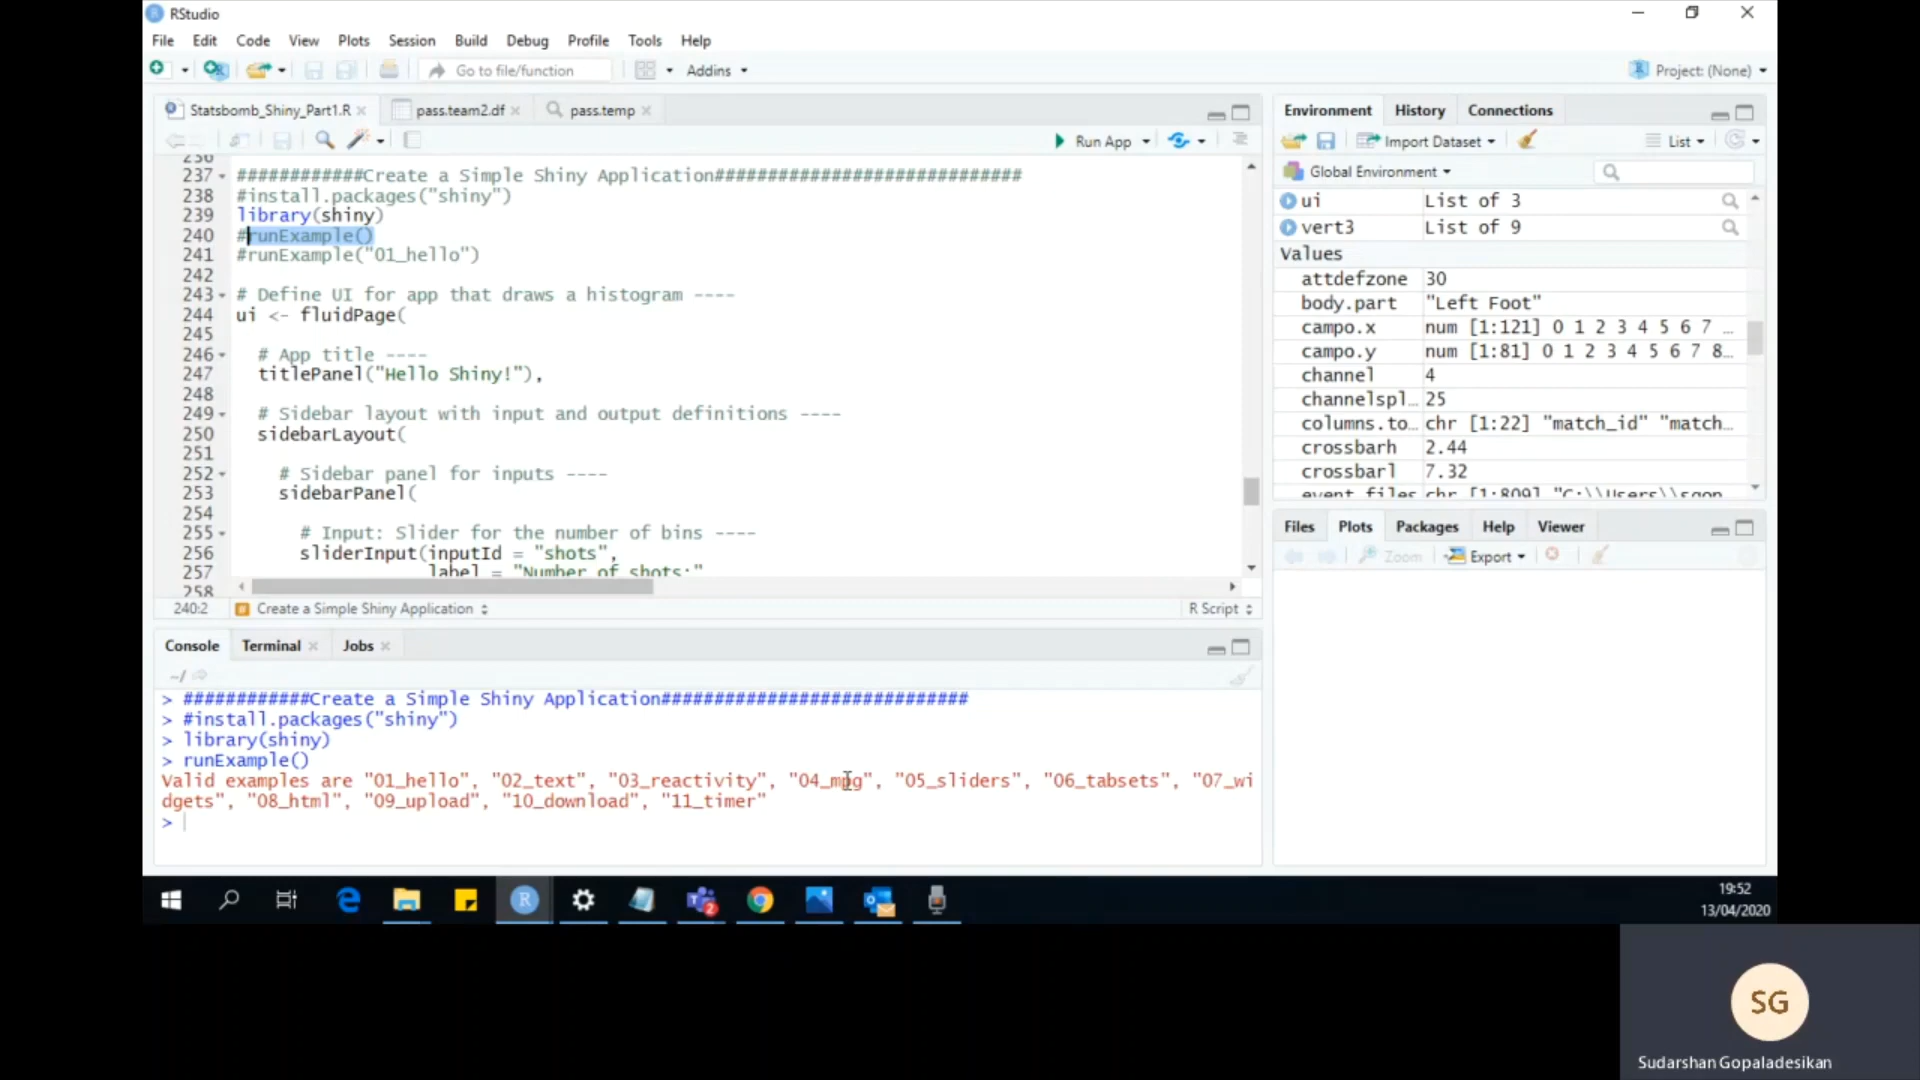 RStudio
File Edit Code View Plots Session Build Debug Profile Tools Help
Go to file/function Addins Project: (None)
Statsbomb_Shiny_Part1.R pass.team2.df pass.temp
Run App
236
237 ############Create a Simple Shiny Application#############################
238 #install.packages("shiny")
239 library(shiny)
240 #runExample()
241 #runExample("01_hello")
242
243 # Define UI for app that draws a histogram ----
244 ui <- fluidPage(
245
246 # App title ----
247 titlePanel("Hello Shiny!"),
248
249 # Sidebar layout with input and output definitions ----
250 sidebarLayout(
251
252 # Sidebar panel for inputs ----
253 sidebarPanel(
254
255 # Input: Slider for the number of bins ----
256 sliderInput(inputId = "shots",
257 label = "Number of shots:"
258
240:2 Create a Simple Shiny Application R Script
Console Terminal Jobs
~/
> ############Create a Simple Shiny Application#############################
> #install.packages("shiny")
> library(shiny)
> runExample()
Valid examples are "01_hello", "02_text", "03_reactivity", "04_mpg", "05_sliders", "06_tabsets", "07_wi
dgets", "08_html", "09_upload", "10_download", "11_timer"
>
Environment History Connections
Import Dataset List
Global Environment
ui List of 3
vert3 List of 9
Values
attdefzone 30
body.part "Left Foot"
campo.x num [1:121] 0 1 2 3 4 5 6 7 ...
campo.y num [1:81] 0 1 2 3 4 5 6 7 8...
channel 4
channelspl… 25
columns.to… chr [1:22] "match_id" "match...
crossbarh 2.44
crossbarl 7.32
event.files chr [1:809] "C:\\Users\\sgop
Files Plots Packages Help Viewer
Zoom Export
19:52
13/04/2020
SG
Sudarshan Gopaladesikan